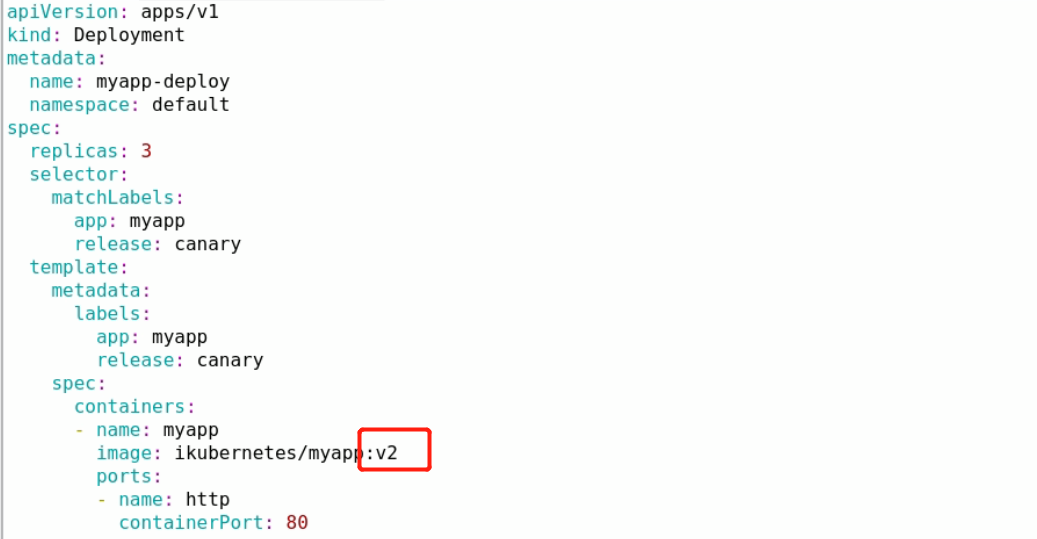 apiVersion: apps/v1
kind: Deployment
metadata:
  name: myapp-deploy
  namespace: default
spec:
  replicas: 3
  selector:
    matchLabels:
      app: myapp
      release: canary
  template:
    metadata:
      labels:
        app: myapp
        release: canary
    spec:
      containers:
      - name: myapp
        image: ikubernetes/myapp:v2
        ports:
        - name: http
          containerPort: 80